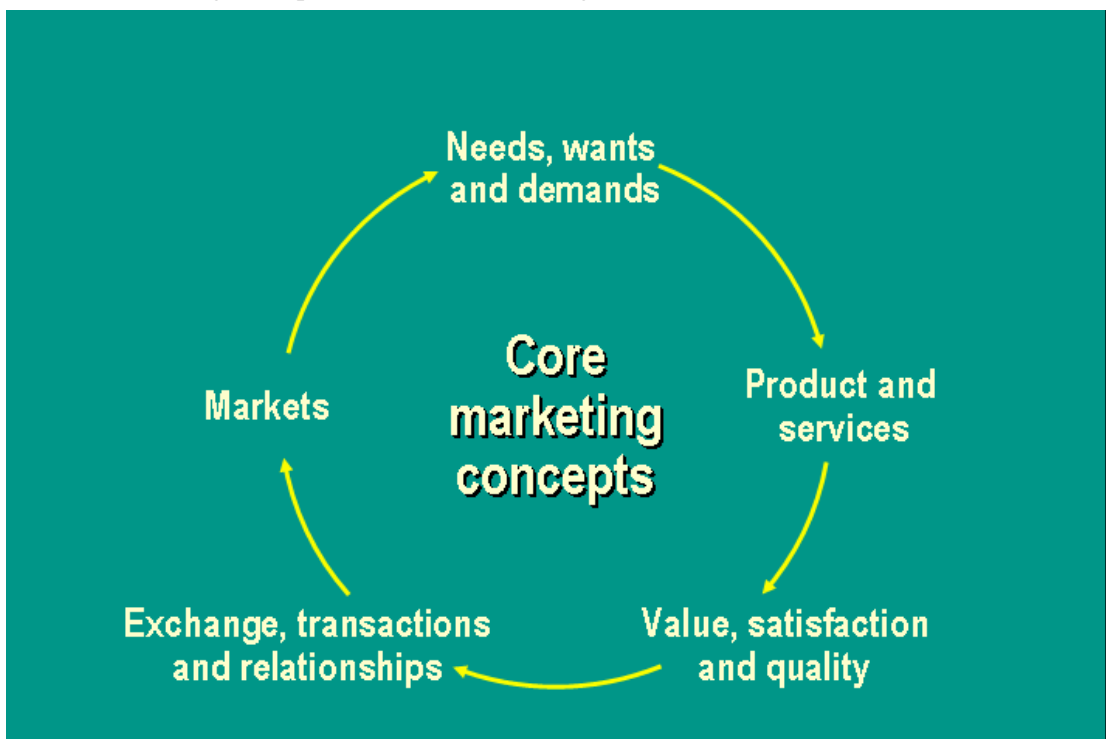 Needs, wants
and demands
Product and
services
Value, satisfaction
and quality
Exchange, transactions
and relationships
Markets
Core
marketing
concepts